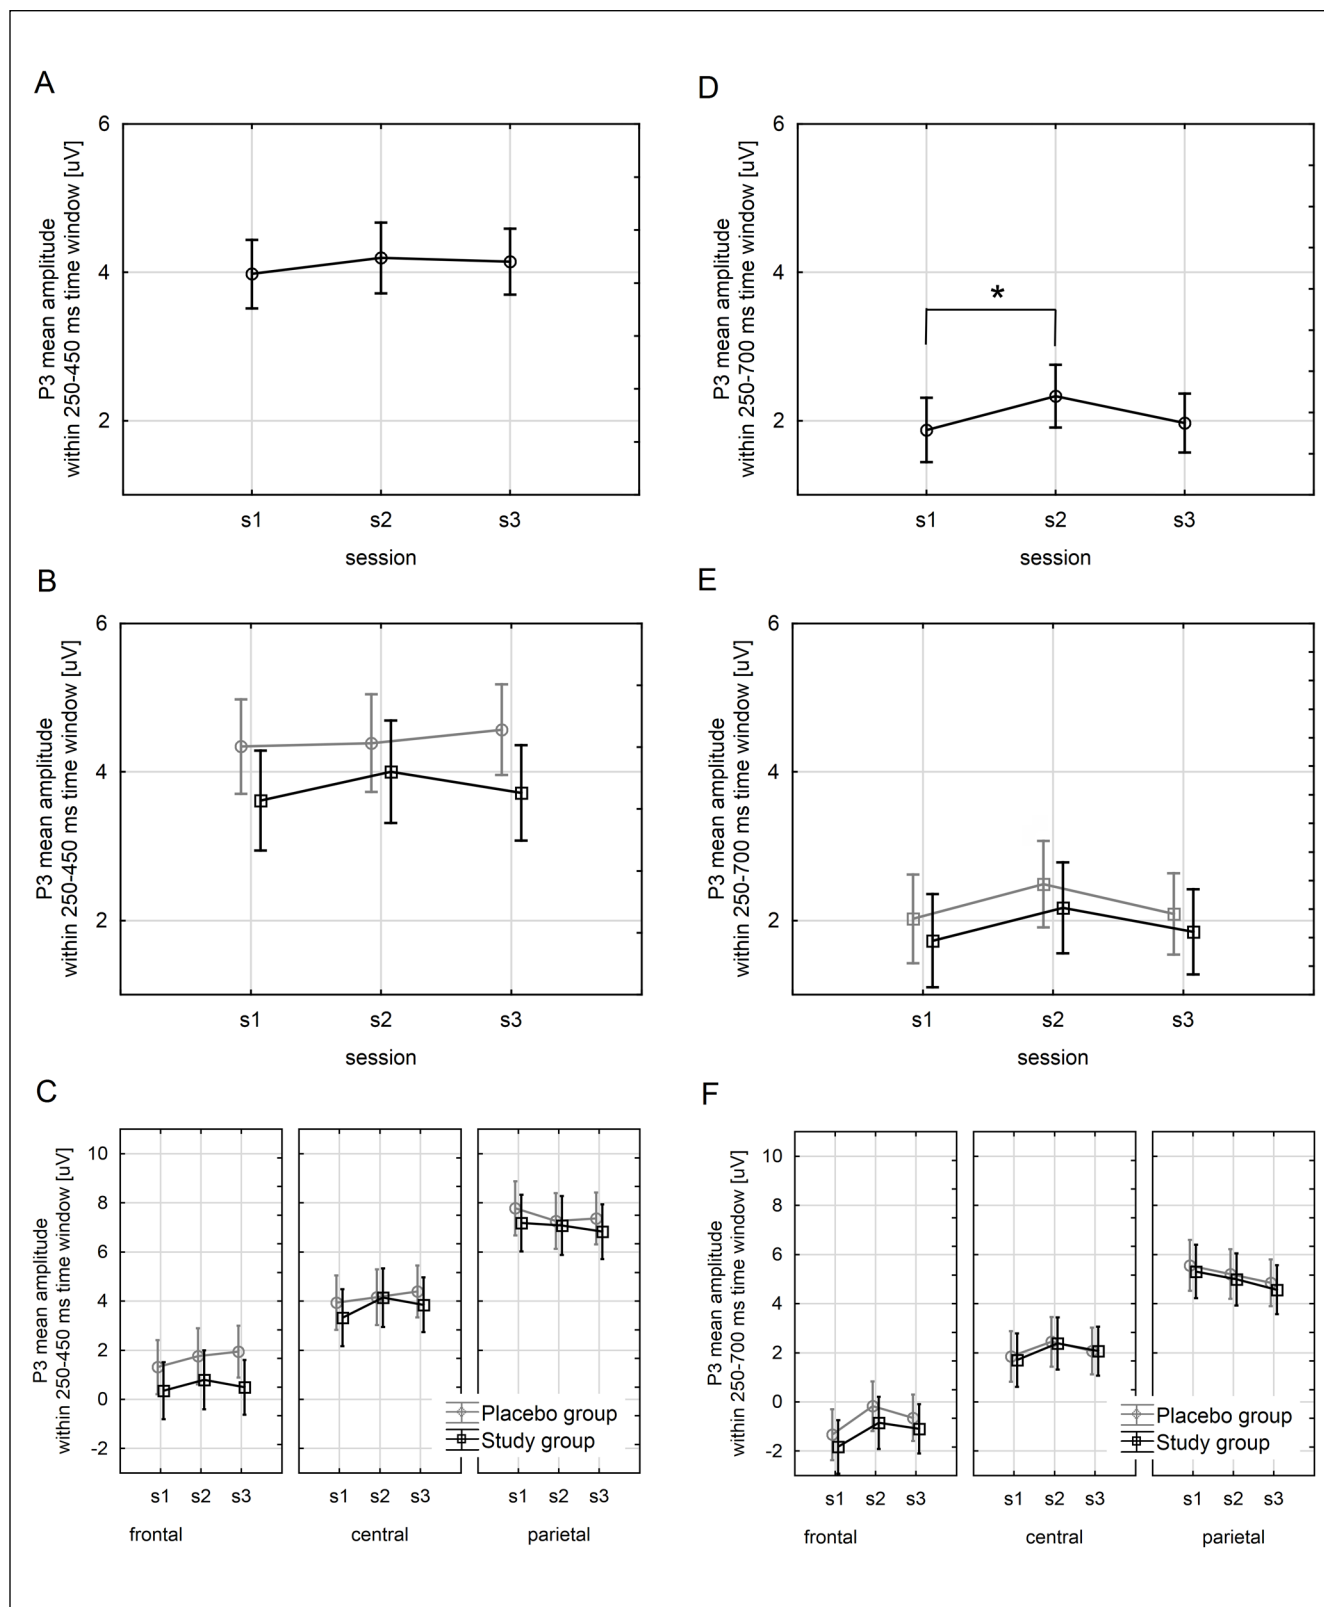 A
P3 mean amplitude
within 250-450 ms time window [uV]
6
4
2
s1 s2 s3
session
D
P3 mean amplitude
within 250-700 ms time window [uV]
6
4
2
*
s1 s2 s3
session
B
P3 mean amplitude
within 250-450 ms time window [uV]
6
4
2
s1 s2 s3
session
E
P3 mean amplitude
within 250-700 ms time window [uV]
6
4
2
s1 s2 s3
session
C
P3 mean amplitude
within 250-450 ms time window [uV]
10
8
6
4
2
0
-2
Placebo group
Study group
s1 s2 s3 s1 s2 s3 s1 s2 s3
frontal central parietal
F
P3 mean amplitude
within 250-700 ms time window [uV]
10
8
6
4
2
0
-2
Placebo group
Study group
s1 s2 s3 s1 s2 s3 s1 s2 s3
frontal central parietal